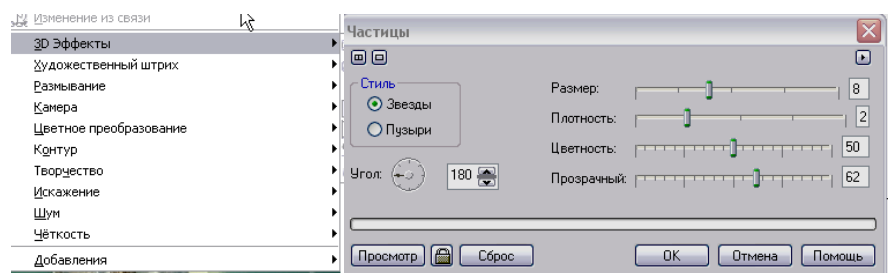 Изменение из связи
3D Эффекты
Художественный штрих
Размывание
Камера
Цветное преобразование
Контур
Творчество
Искажение
Шум
Чёткость
Добавления
Частицы
Стиль
Звезды
Пузыри
Угол: 180
Размер: 8
Плотность: 2
Цветность: 50
Прозрачный: 62
Просмотр Сброс OK Отмена Помощь